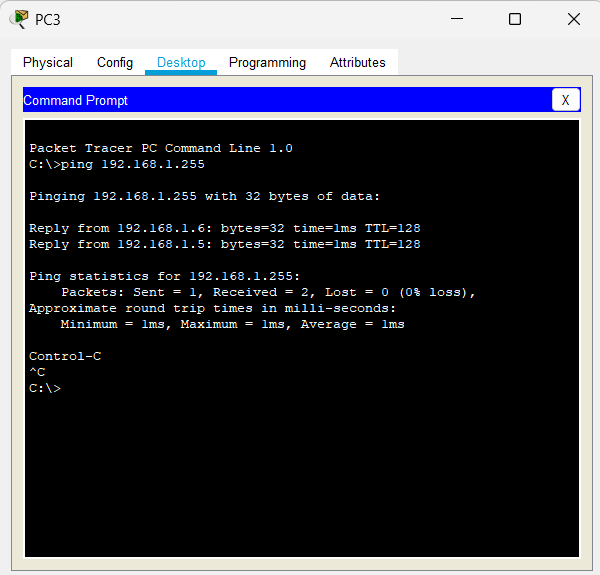 PC3
Physical Config Desktop Programming Attributes
Command Prompt
X
Packet Tracer PC Command Line 1.0
C:\>ping 192.168.1.255
Pinging 192.168.1.255 with 32 bytes of data:
Reply from 192.168.1.6: bytes=32 time=1ms TTL=128
Reply from 192.168.1.5: bytes=32 time=1ms TTL=128
Ping statistics for 192.168.1.255:
Packets: Sent = 1, Received = 2, Lost = 0 (0% loss),
Approximate round trip times in milli-seconds:
Minimum = 1ms, Maximum = 1ms, Average = 1ms
Control-C
^C
C:\>